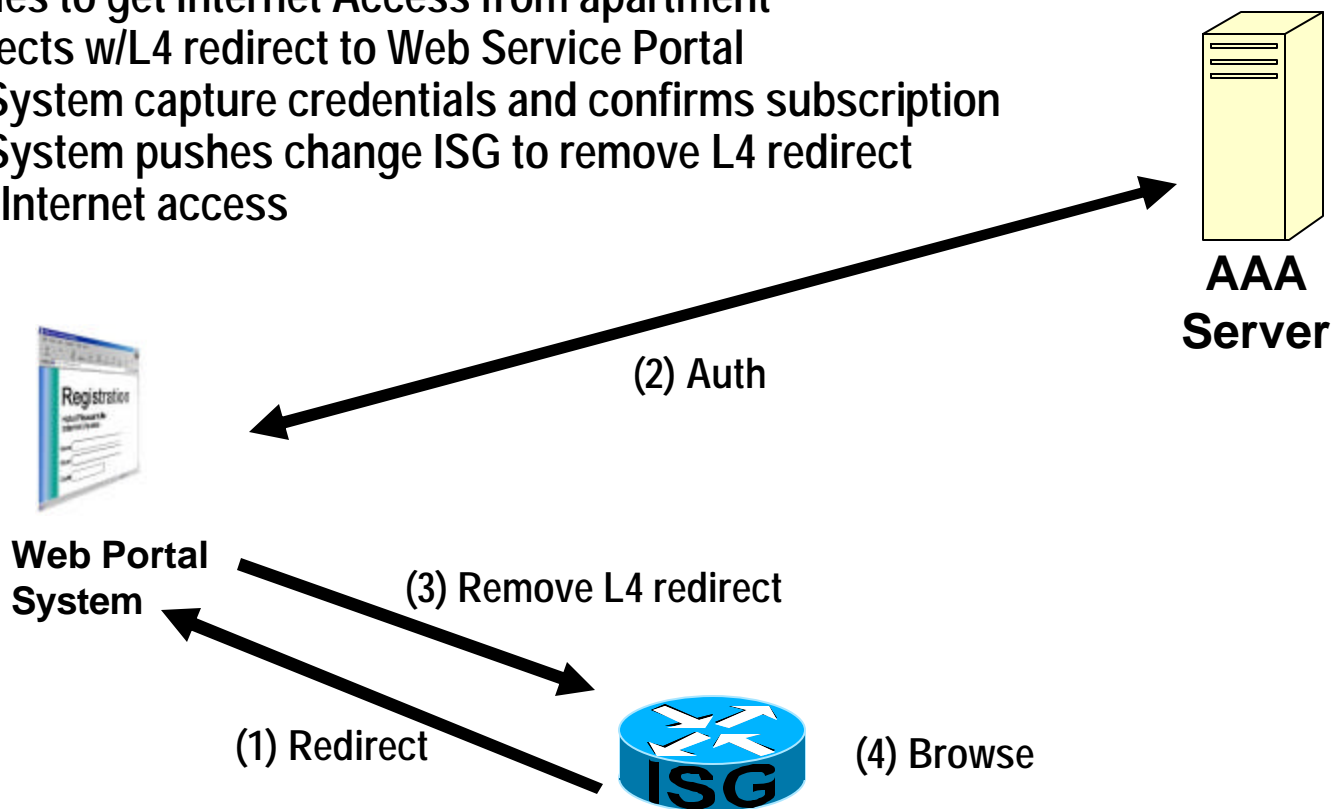 to get Internet Access from apartment
w/L4 redirect to Web Service Portal
System capture credentials and confirms subscription
System pushes change ISG to remove L4 redirect
Internet access
AAA
Server
(2) Auth
Registration
Web Portal
System
(3) Remove L4 redirect
(1) Redirect
(4) Browse
ISG